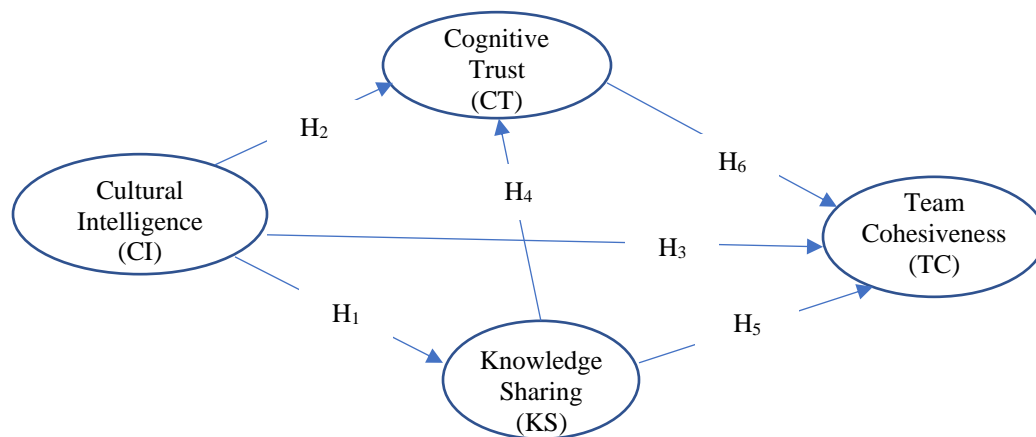 Cognitive
Trust
(CT)
H₂
H₆
Cultural
Intelligence
(CI)
H₄
Team
Cohesiveness
(TC)
H₃
H₁
H₅
Knowledge
Sharing
(KS)